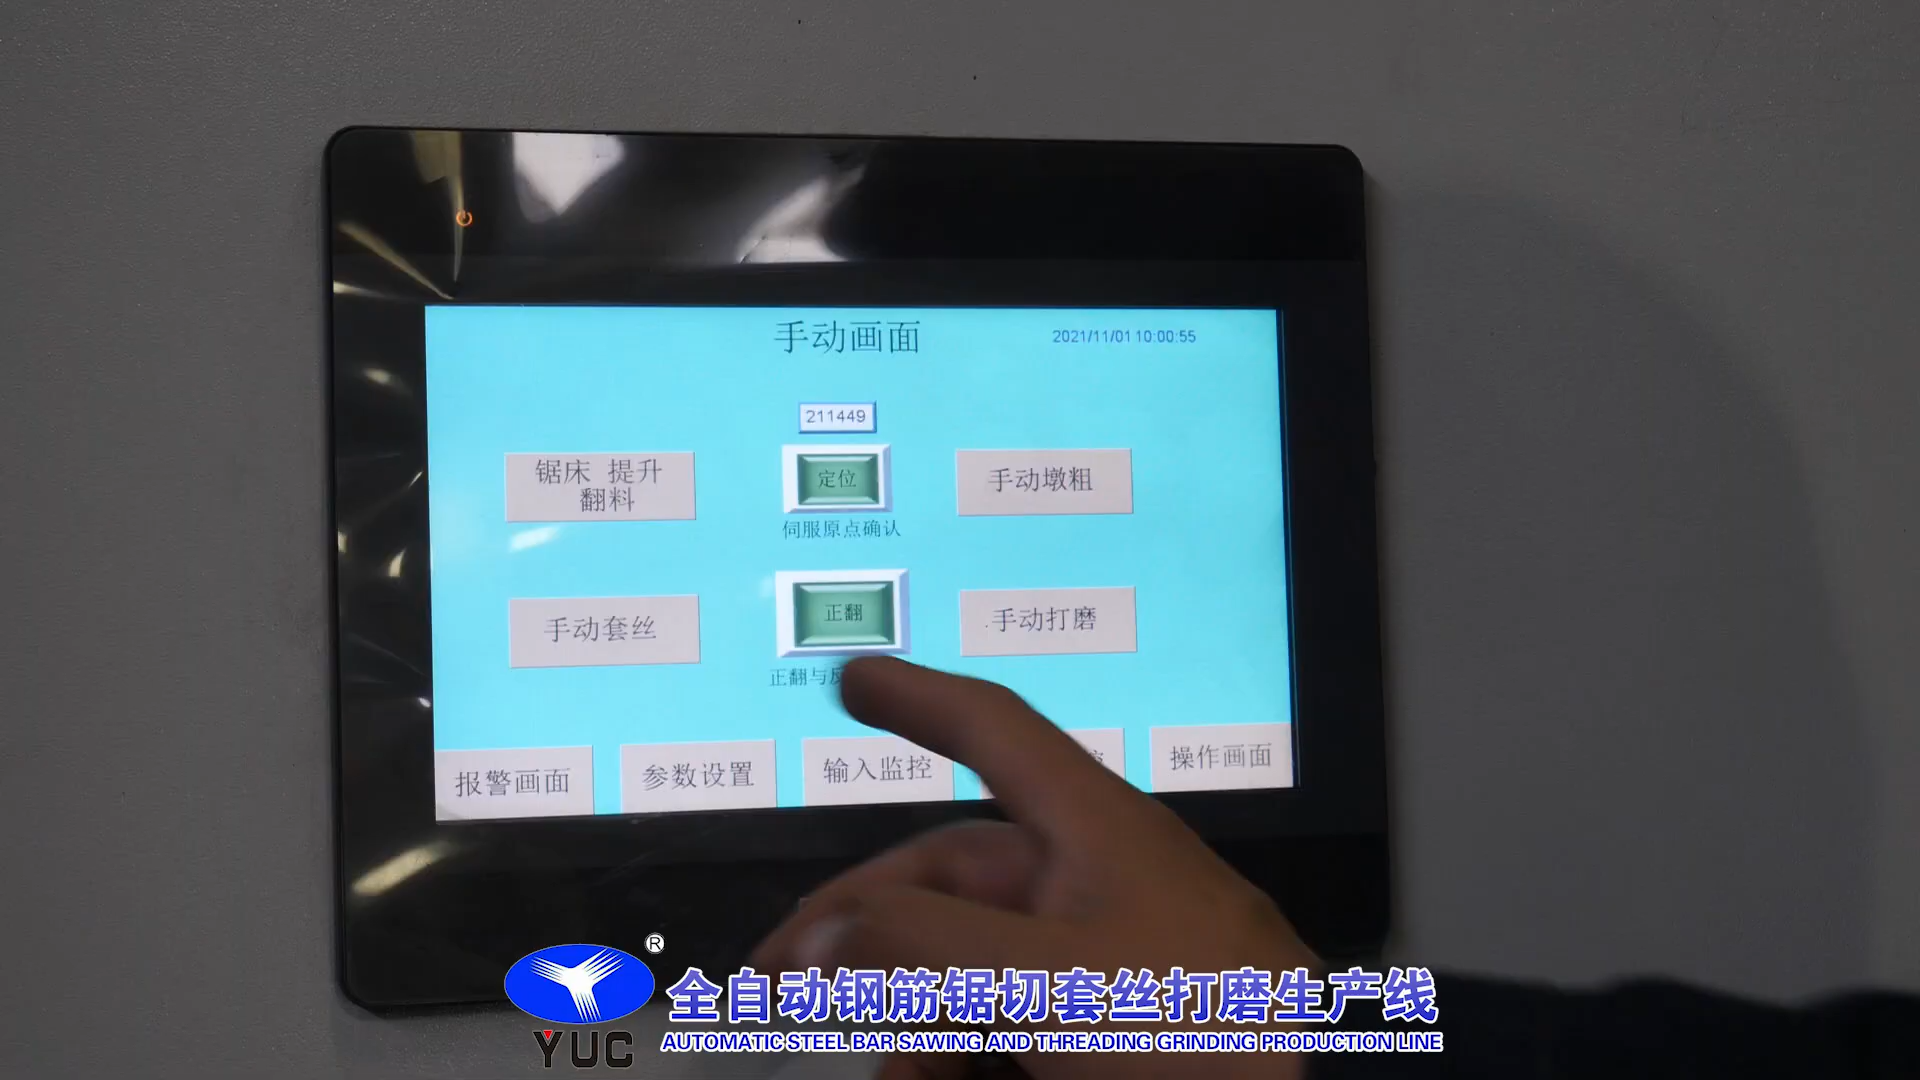 手动画面
2021/11/01 10:00:55
211449
锯床 提升
翻料
定位
手动墩粗
伺服原点确认
手动套丝
正翻
手动打磨
正翻与
报警画面
参数设置
输入监控
操作画面
®
YUC
全自动钢筋锯切套丝打磨生产线
AUTOMATIC STEEL BAR SAWING AND THREADING GRINDING PRODUCTION LINE